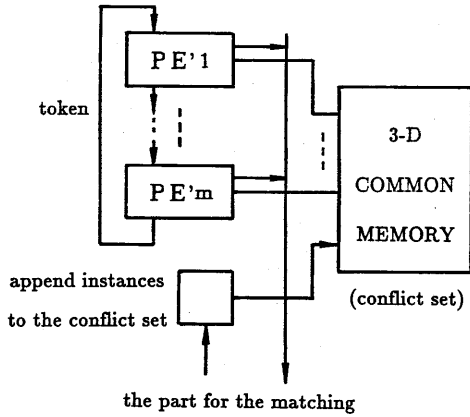 PE'1
token
3-D
PE'm
COMMON
MEMORY
append instances
to the conflict set
(conflict set)
the part for the matching